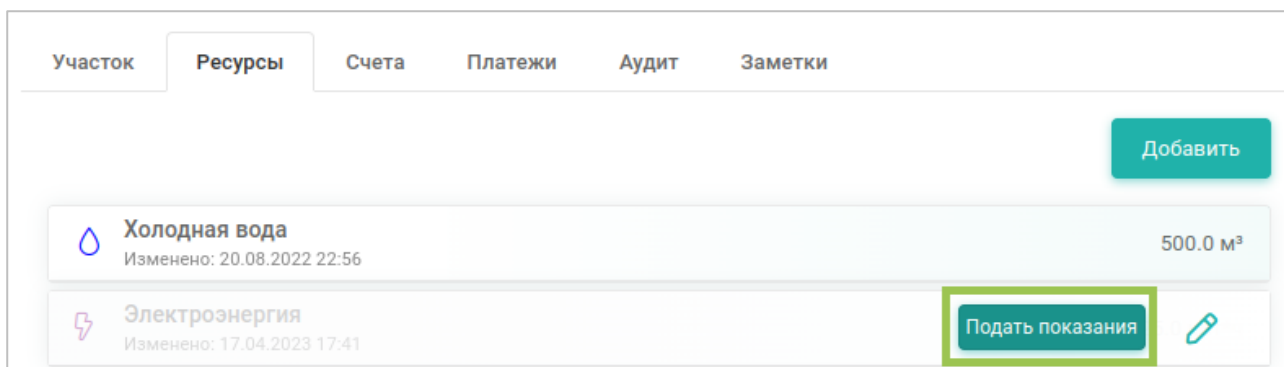 Участок Ресурсы Счета Платежи Аудит Заметки
Добавить
Холодная вода
Изменено: 20.08.2022 22:56
500.0 м³
Электроэнергия
Изменено: 17.04.2023 17:41
Подать показания